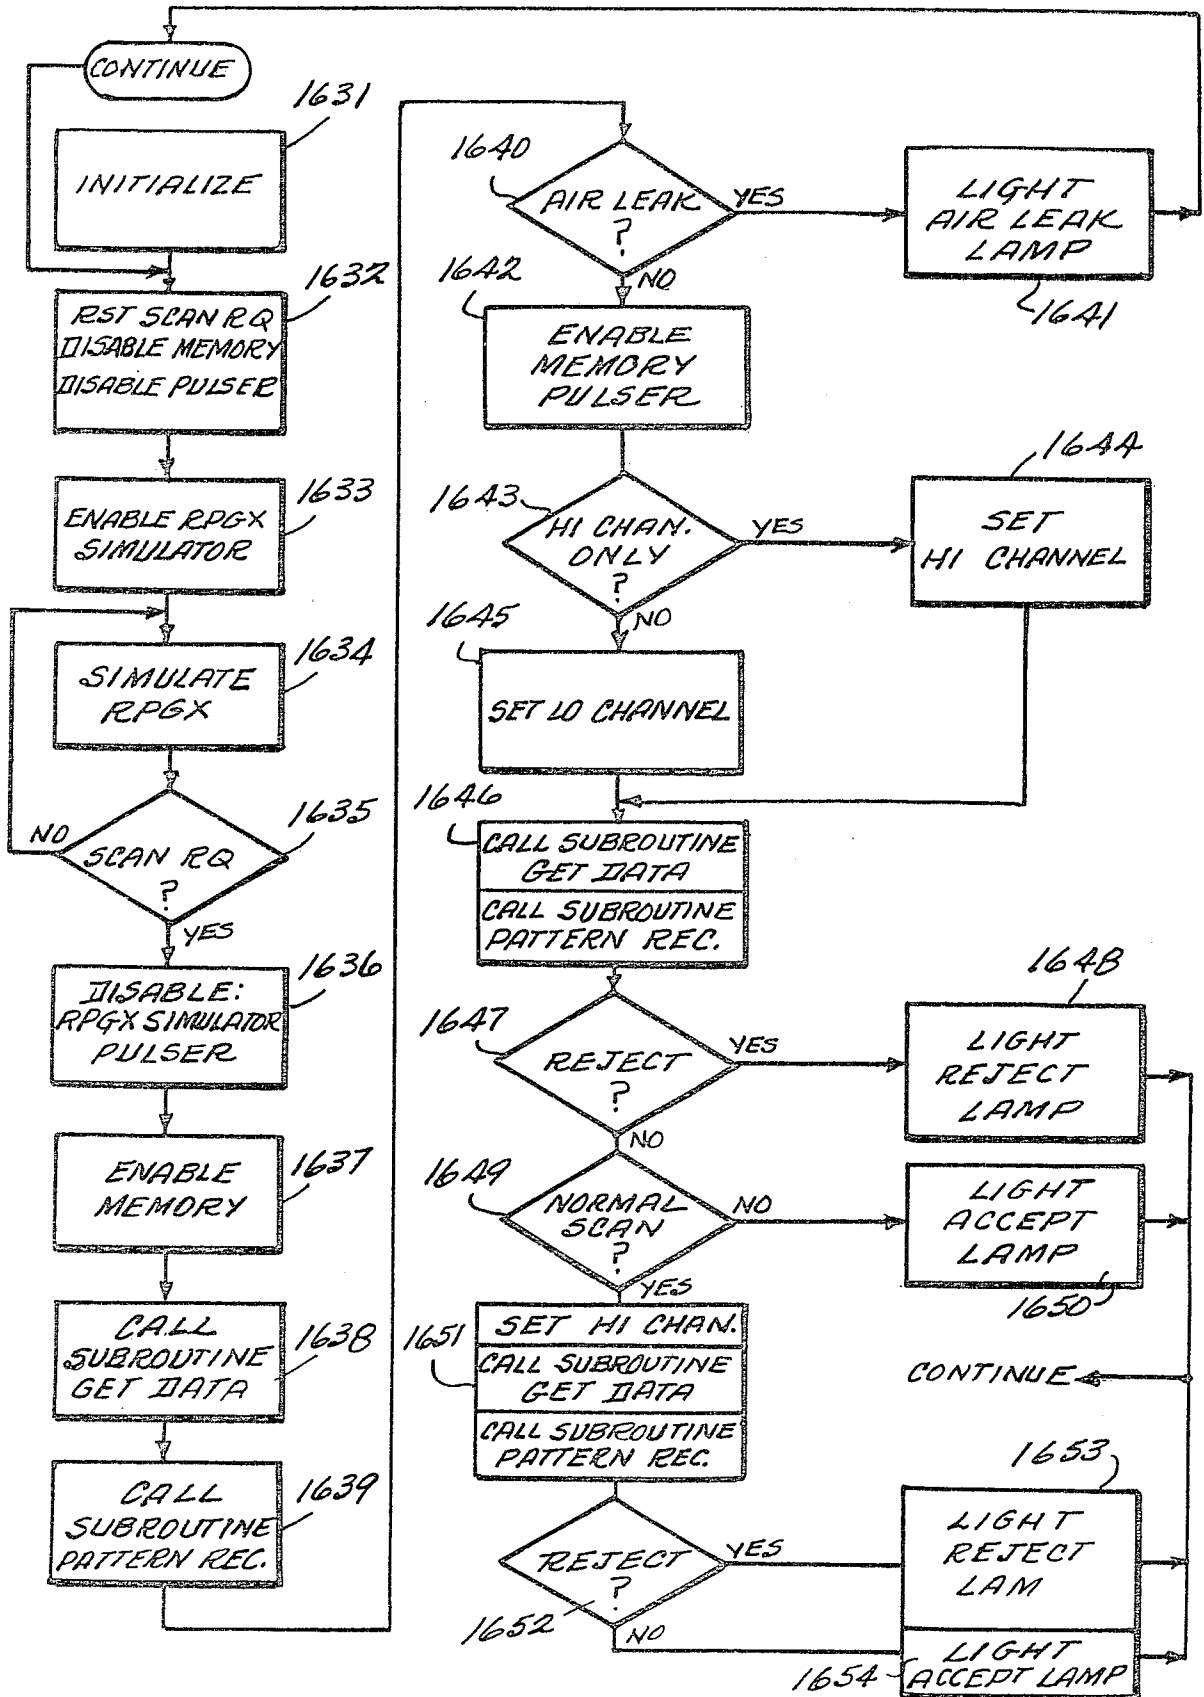 CONTINUE
1631
INITIALIZE
1632
RST SCAN RQ
DISABLE MEMORY
DISABLE PULSER
1633
ENABLE RPGX
SIMULATOR
1634
SIMULATE
RPGX
1635
NO
SCAN RQ
?
YES
1636
DISABLE:
RPGX SIMULATOR
PULSER
1637
ENABLE
MEMORY
CALL
SUBROUTINE
GET DATA
1638
CALL
SUBROUTINE
PATTERN REC.
1639
1640
AIR LEAK
?
YES
NO
LIGHT
AIR LEAK
LAMP
1641
1642
ENABLE
MEMORY
PULSER
1643
HI CHAN.
ONLY
?
YES
NO
1644
SET
HI CHANNEL
1645
SET LO CHANNEL
1646
CALL SUBROUTINE
GET DATA
CALL SUBROUTINE
PATTERN REC.
1647
REJECT
?
YES
NO
1648
LIGHT
REJECT
LAMP
1649
NORMAL
SCAN
?
NO
YES
LIGHT
ACCEPT
LAMP
1650
1651
SET HI CHAN.
CALL SUBROUTINE
GET DATA
CALL SUBROUTINE
PATTERN REC.
CONTINUE
REJECT
?
1652
YES
NO
1653
LIGHT
REJECT
LAM
1654
LIGHT
ACCEPT LAMP